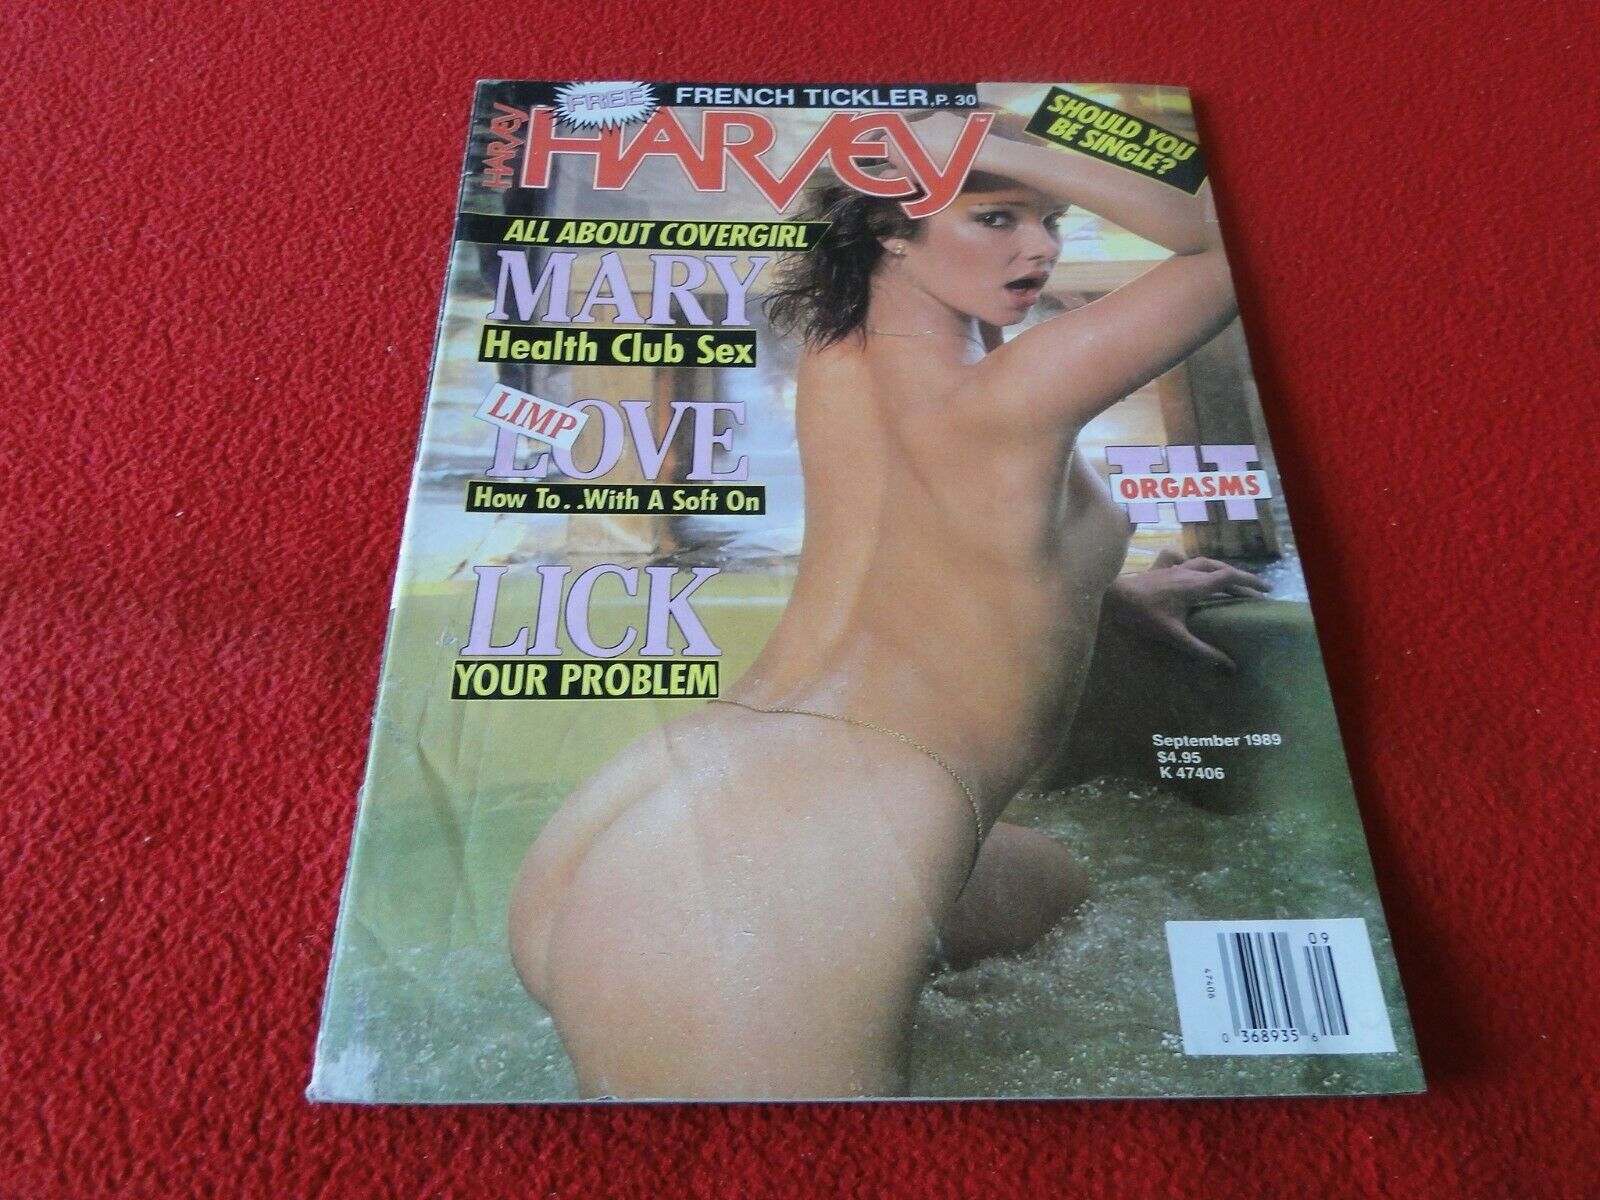 FREE
FRENCH TICKLER, P. 30
HARVEY
HARVEY
SHOULD YOU
BE SINGLE?
ALL ABOUT COVERGIRL
MARY
Health Club Sex
LIMP
LOVE
How To. .With A Soft On
TIT
ORGASMS
LICK
YOUR PROBLEM
September 1989
$4.95
K 47406
09
47406
0 368935 6